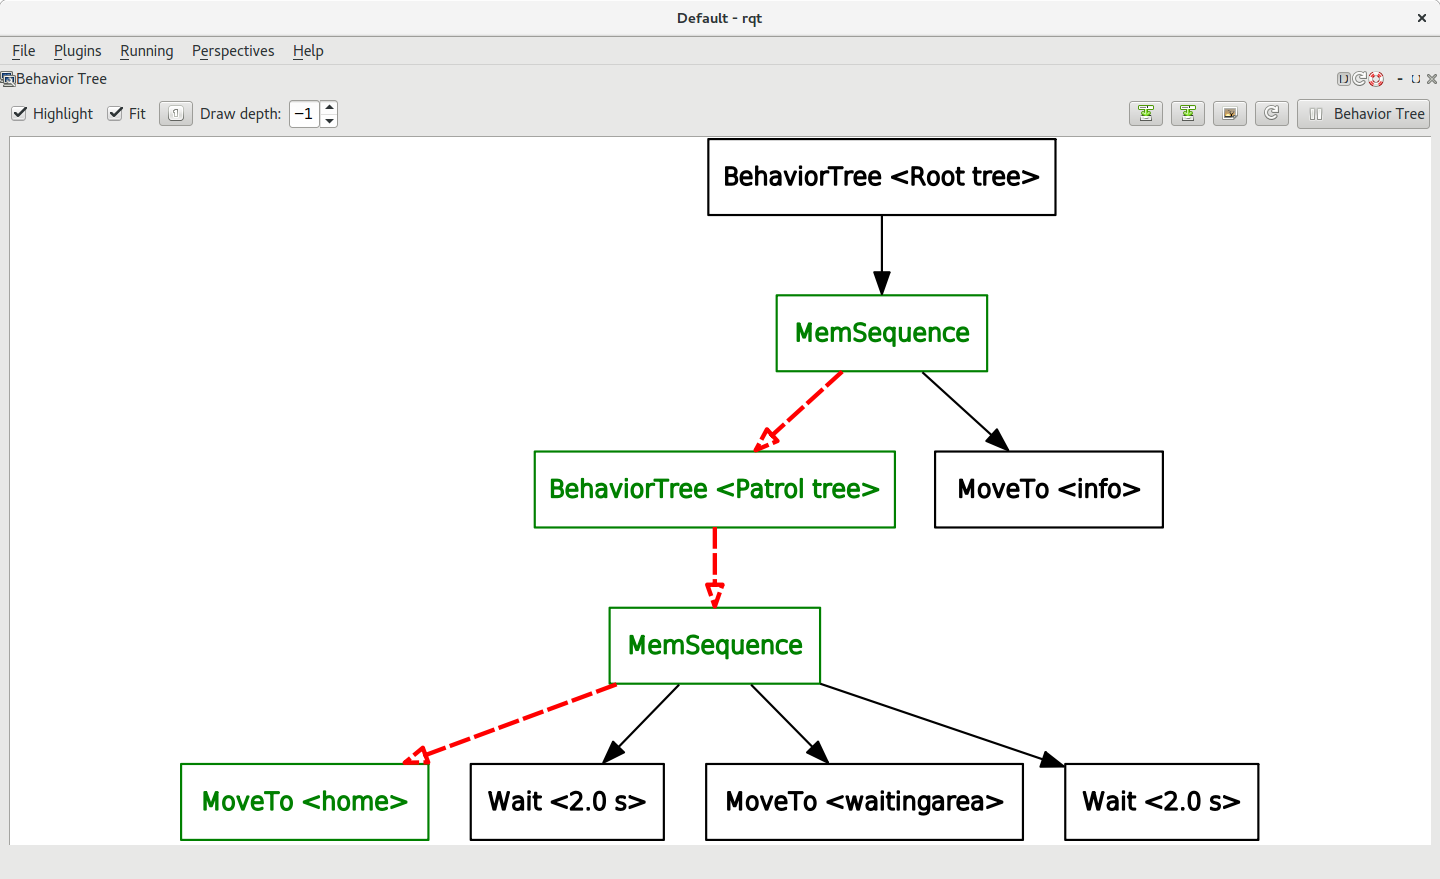 Default - rqt
File Plugins Running Perspectives Help
Behavior Tree
Highlight Fit Draw depth: −1 Behavior Tree
BehaviorTree <Root tree>
MemSequence
BehaviorTree <Patrol tree> MoveTo <info>
MemSequence
MoveTo <home> Wait <2.0 s> MoveTo <waitingarea> Wait <2.0 s>